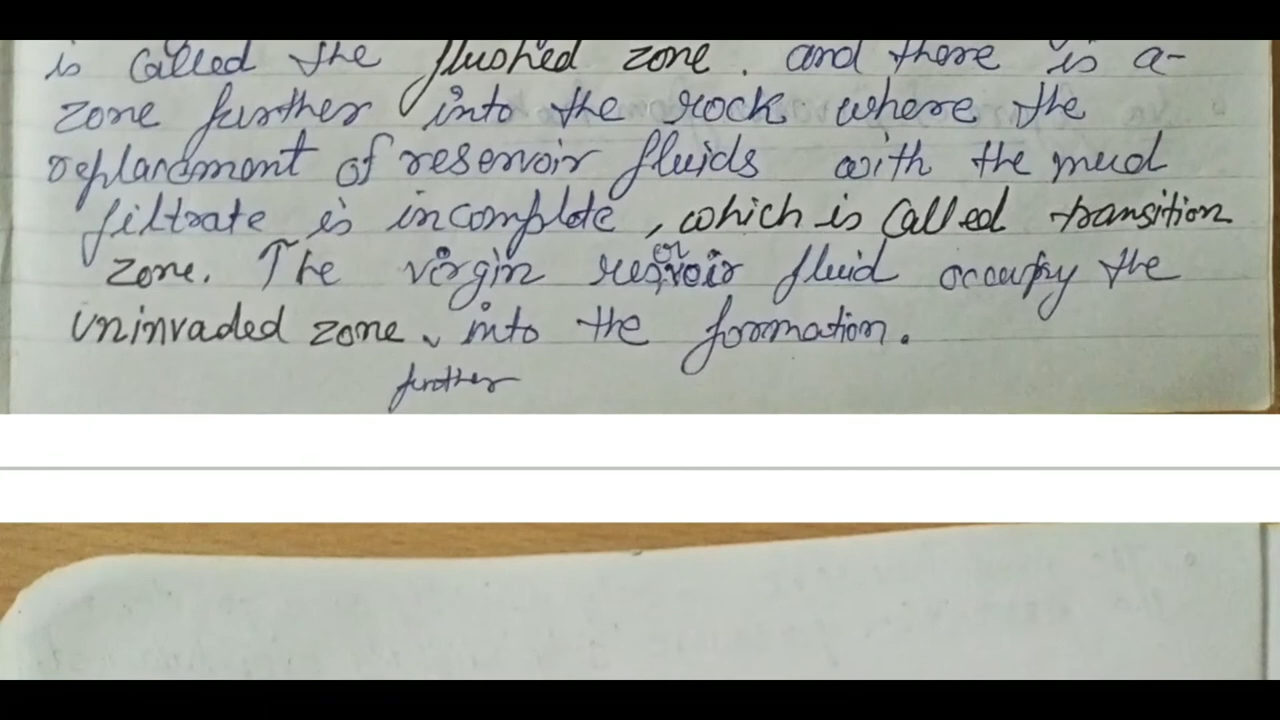 is called the flushed zone. and there is a-
zone further into the rock where the
replacement of reservoir fluids with the mud
filtrate is incomplete, which is called transition
zone. The virgin reservoir fluid occupy the
uninvaded zone further into the formation.